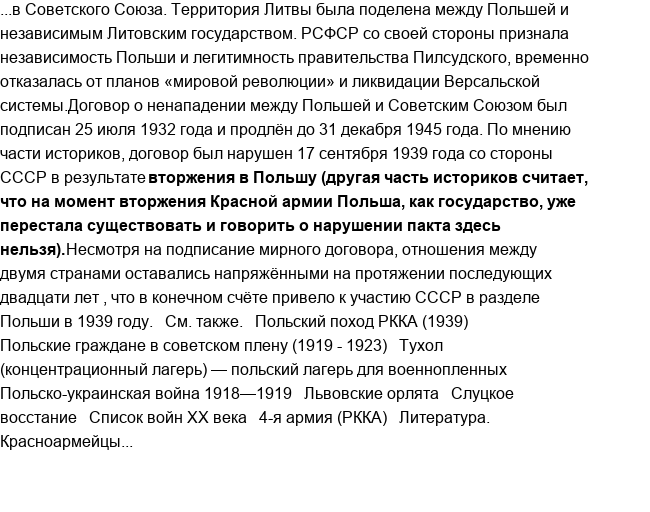 ...в Советского Союза. Территория Литвы была поделена между Польшей и
независимым Литовским государством. РСФСР со своей стороны признала
независимость Польши и легитимность правительства Пилсудского, временно
отказалась от планов «мировой революции» и ликвидации Версальской
системы.Договор о ненападении между Польшей и Советским Союзом был
подписан 25 июля 1932 года и продлён до 31 декабря 1945 года. По мнению
части историков, договор был нарушен 17 сентября 1939 года со стороны
СССР в результате вторжения в Польшу (другая часть историков считает,
что на момент вторжения Красной армии Польша, как государство, уже
перестала существовать и говорить о нарушении пакта здесь
нельзя).Несмотря на подписание мирного договора, отношения между
двумя странами оставались напряжёнными на протяжении последующих
двадцати лет , что в конечном счёте привело к участию СССР в разделе
Польши в 1939 году. См. также. Польский поход РККА (1939)
Польские граждане в советском плену (1919 - 1923) Тухол
(концентрационный лагерь) — польский лагерь для военнопленных
Польско-украинская война 1918—1919 Львовские орлята Слуцкое
восстание Список войн XX века 4-я армия (РККА) Литература.
Красноармейцы...